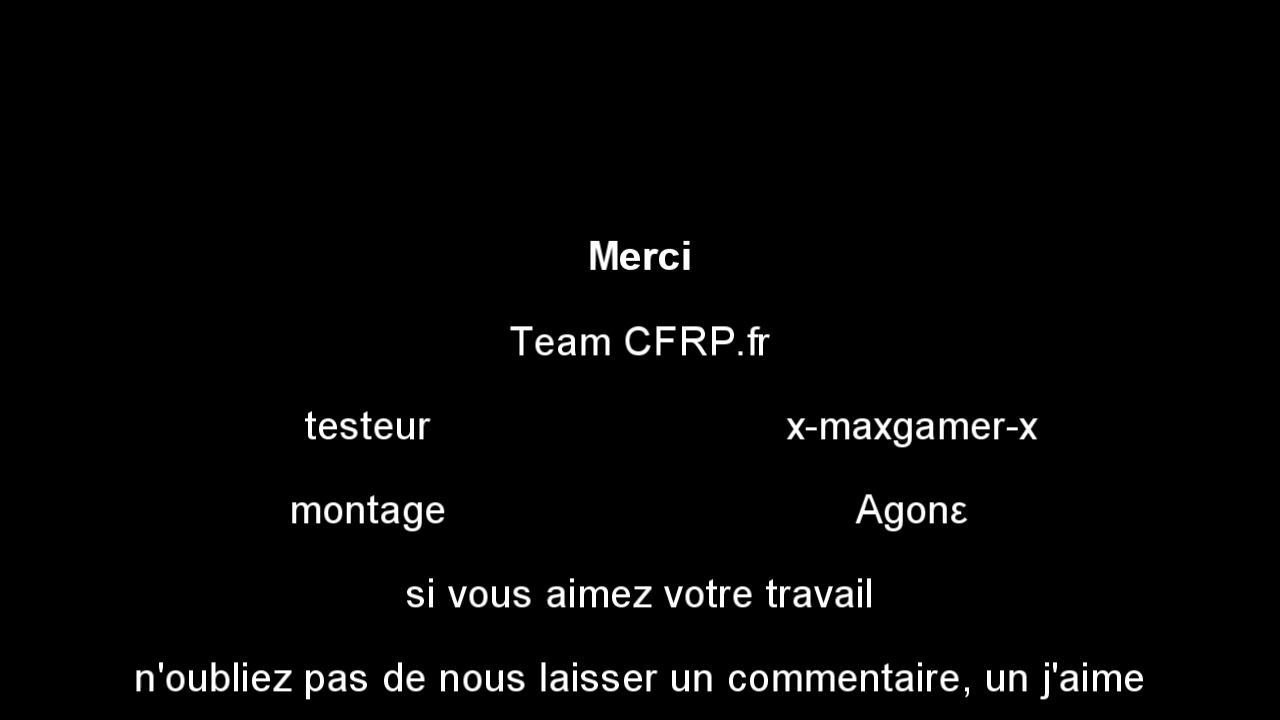 Merci
Team CFRP.fr
testeur x-maxgamer-x
montage Agonε
si vous aimez votre travail
n'oubliez pas de nous laisser un commentaire, un j'aime